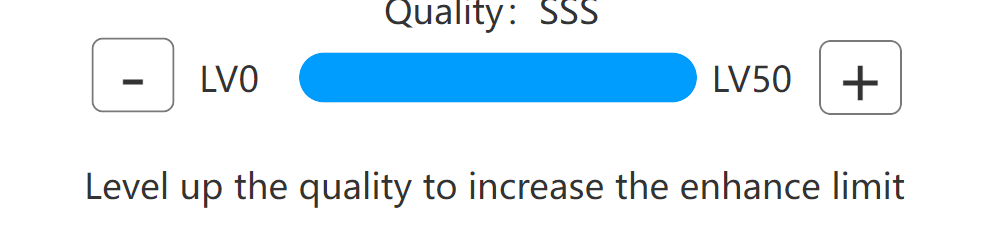 Quality：SSS
- LV0 LV50 +
Level up the quality to increase the enhance limit